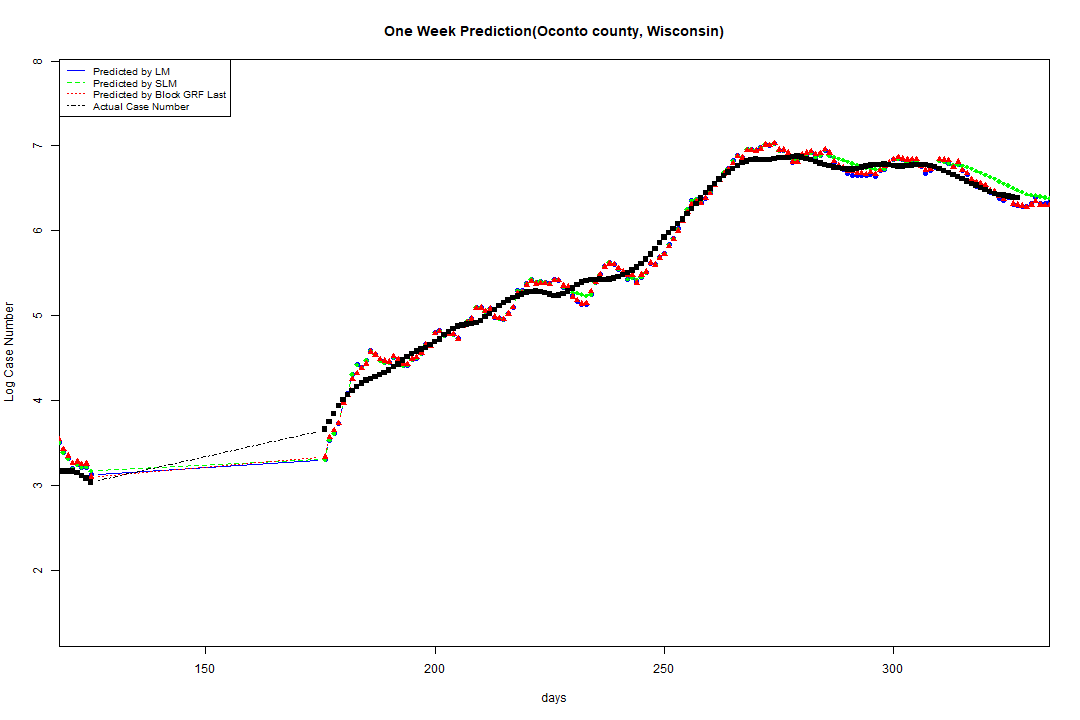 One Week Prediction(Oconto county, Wisconsin)
Predicted by LM
Predicted by SLM
Predicted by Block GRF Last
Actual Case Number
Log Case Number
8
7
6
5
4
3
2
150 200 250 300
days